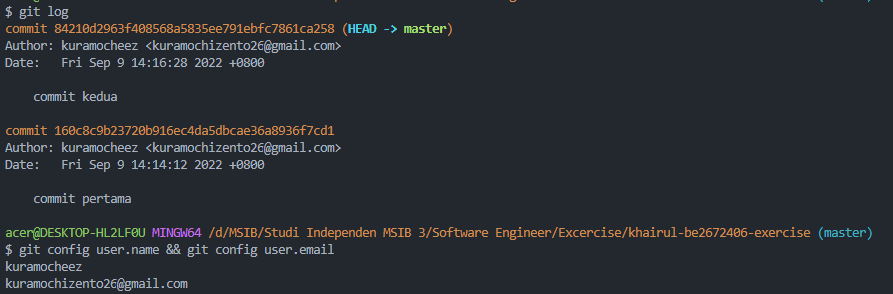 $ git log
commit 84210d2963f408568a5835ee791ebfc7861ca258 (HEAD -> master)
Author: kuramocheez <kuramochizento26@gmail.com>
Date:   Fri Sep 9 14:16:28 2022 +0800
commit kedua
commit 160c8c9b23720b916ec4da5dbcae36a8936f7cd1
Author: kuramocheez <kuramochizento26@gmail.com>
Date:   Fri Sep 9 14:14:12 2022 +0800
commit pertama
acer@DESKTOP-HL2LF0U MINGW64 /d/MSIB/Studi Independen MSIB 3/Software Engineer/Excercise/khairul-be2672406-exercise (master)
$ git config user.name && git config user.email
kuramocheez
kuramochizento26@gmail.com